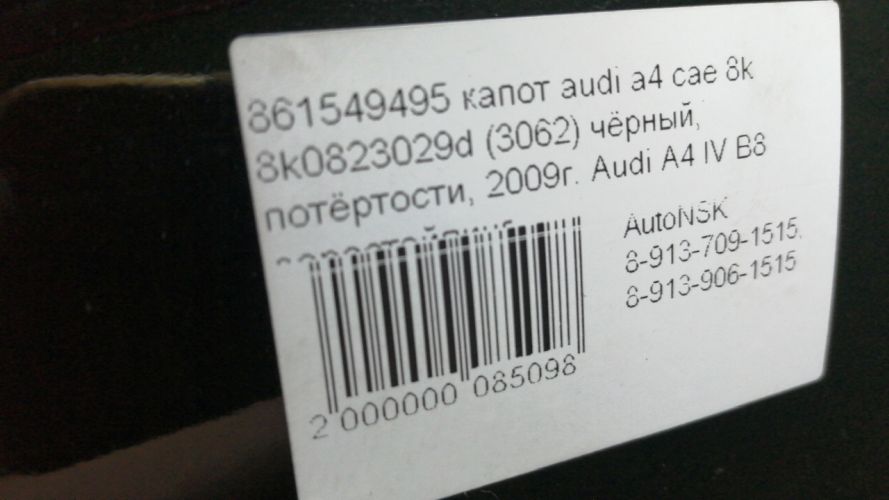 861549495 капот audi a4 cae 8k
8k0823029d (3062) чёрный,
потёртости, 2009г. Audi A4 IV B8
AutoNSK
8-913-709-1515,
8-913-906-1515
2 000000 085098